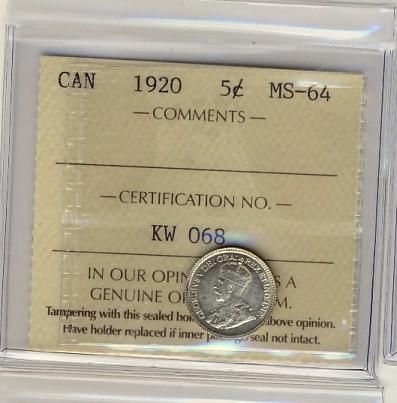 CAN 1920 5¢ MS-64
— COMMENTS —
— CERTIFICATION NO. —
KW 068
IN OUR A
GENUINE
Tampering with this sealed above opinion.
Have holder replaced if inner seal not intact.